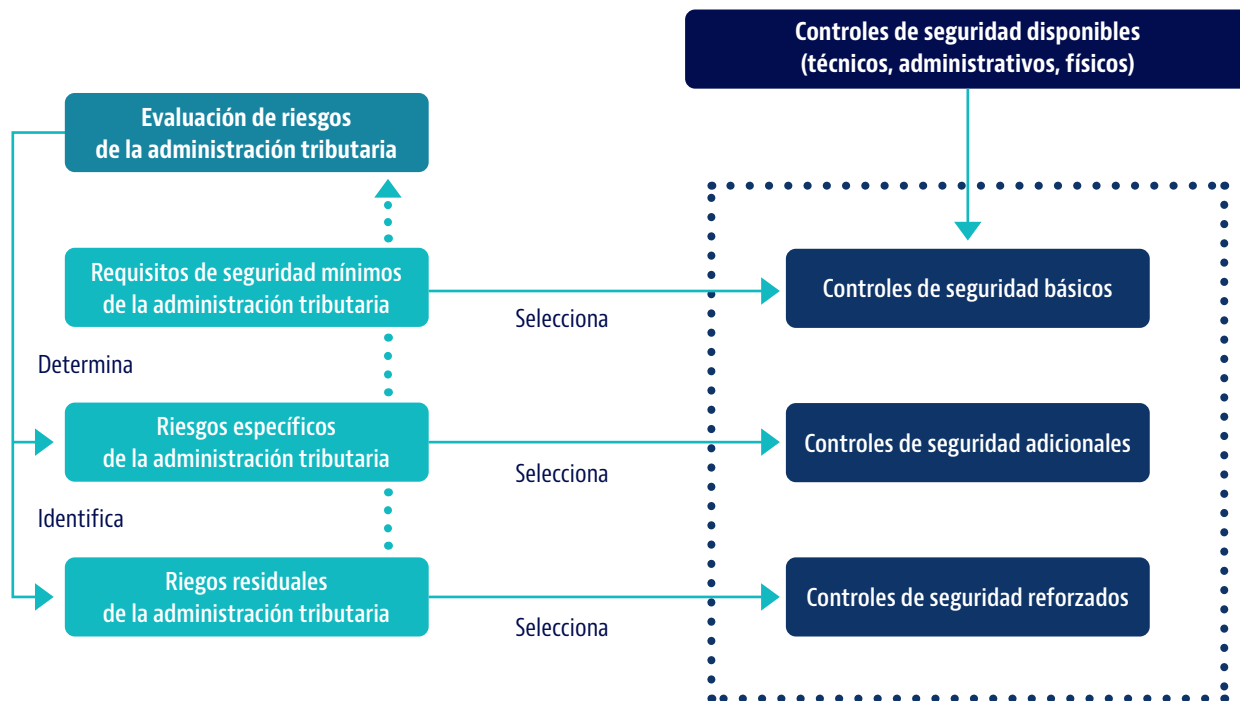 Controles de seguridad disponibles
(técnicos, administrativos, físicos)
Evaluación de riesgos
de la administración tributaria
Requisitos de seguridad mínimos
de la administración tributaria
Selecciona
Controles de seguridad básicos
Determina
Riesgos específicos
de la administración tributaria
Selecciona
Controles de seguridad adicionales
Identifica
Riegos residuales
de la administración tributaria
Selecciona
Controles de seguridad reforzados